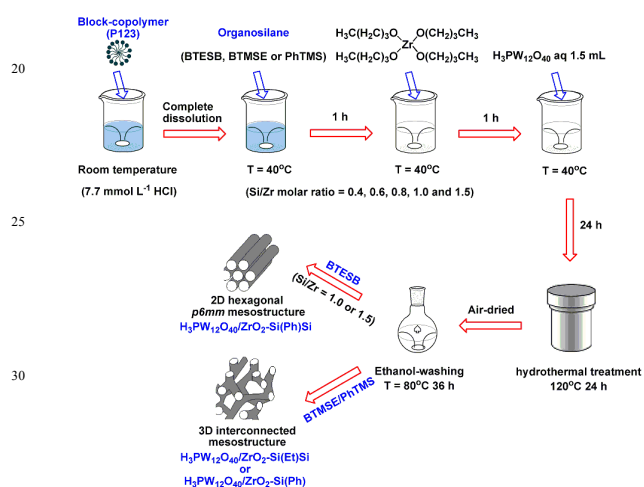 Block-copolymer
(P123)
Organosilane
(BTESB, BTMSE or PhTMS)
H₃C(H₂C)₃O
O(CH₂)₃CH₃
Zr
H₃C(H₂C)₃O
O(CH₂)₃CH₃
H₃PW₁₂O₄₀ aq 1.5 mL
20
Complete
dissolution
1 h
1 h
Room temperature
(7.7 mmol L⁻¹ HCl)
T = 40°C
T = 40°C
T = 40°C
(Si/Zr molar ratio = 0.4, 0.6, 0.8, 1.0 and 1.5)
25
24 h
BTESB
(Si/Zr = 1.0 or 1.5)
2D hexagonal
p6mm mesostructure
H₃PW₁₂O₄₀/ZrO₂-Si(Ph)Si
Air-dried
Ethanol-washing
T = 80°C 36 h
hydrothermal treatment
120°C 24 h
30
BTMSE/PhTMS
3D interconnected
mesostructure
H₃PW₁₂O₄₀/ZrO₂-Si(Et)Si
or
H₃PW₁₂O₄₀/ZrO₂-Si(Ph)